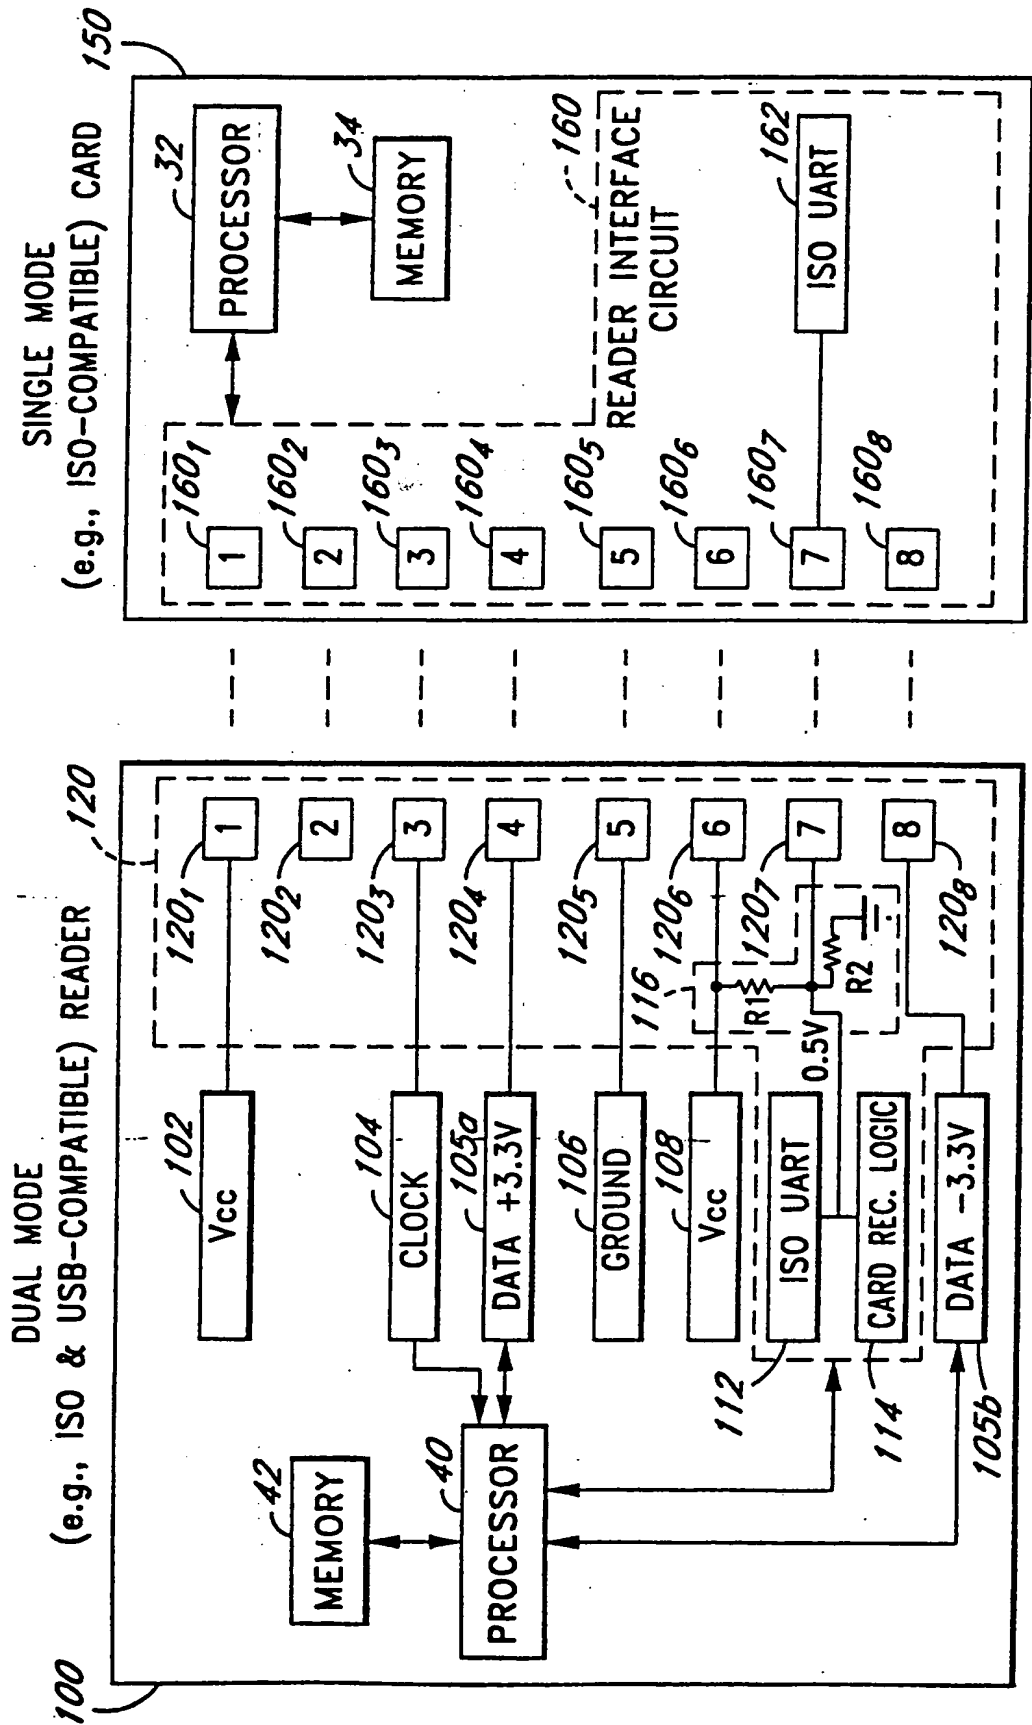 DUAL MODE
(e.g., ISO & USB-COMPATIBLE) READER
100
MEMORY
42
PROCESSOR
40
Vcc
102
CLOCK
104
DATA +3.3V
105a
GROUND
106
Vcc
108
ISO UART
112
CARD REC. LOGIC
114
DATA -3.3V
105b
0.5V
116
R1
R2
120
120₁
1
120₂
2
120₃
3
120₄
4
120₅
5
120₆
6
120₇
7
120₈
8
SINGLE MODE
(e.g., ISO-COMPATIBLE) CARD
150
1
160₁
2
160₂
3
160₃
4
160₄
5
160₅
6
160₆
7
160₇
8
160₈
PROCESSOR
32
MEMORY
34
160
READER INTERFACE
CIRCUIT
ISO UART
162